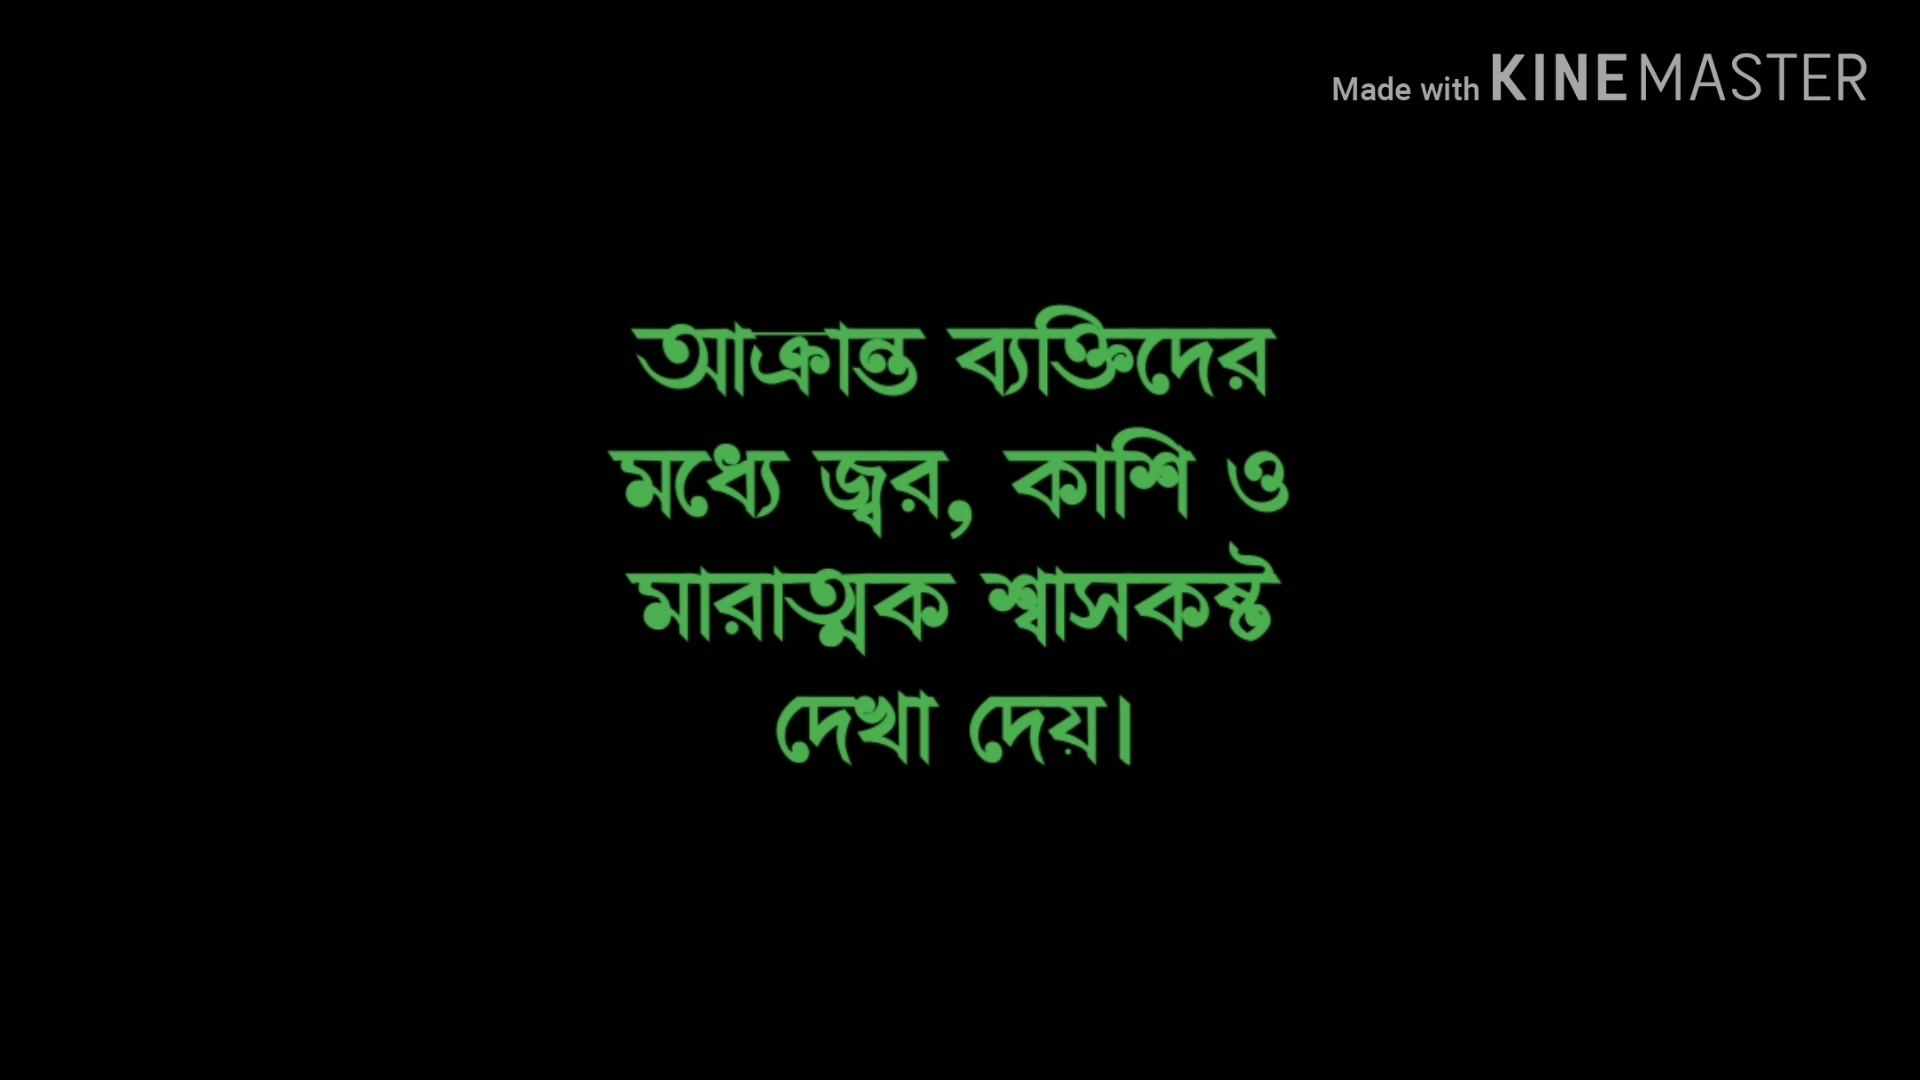 Made with KINEMASTER
আক্রান্ত ব্যক্তিদের
মধ্যে জ্বর, কাশি ও
মারাত্মক শ্বাসকষ্ট
দেখা দেয়।